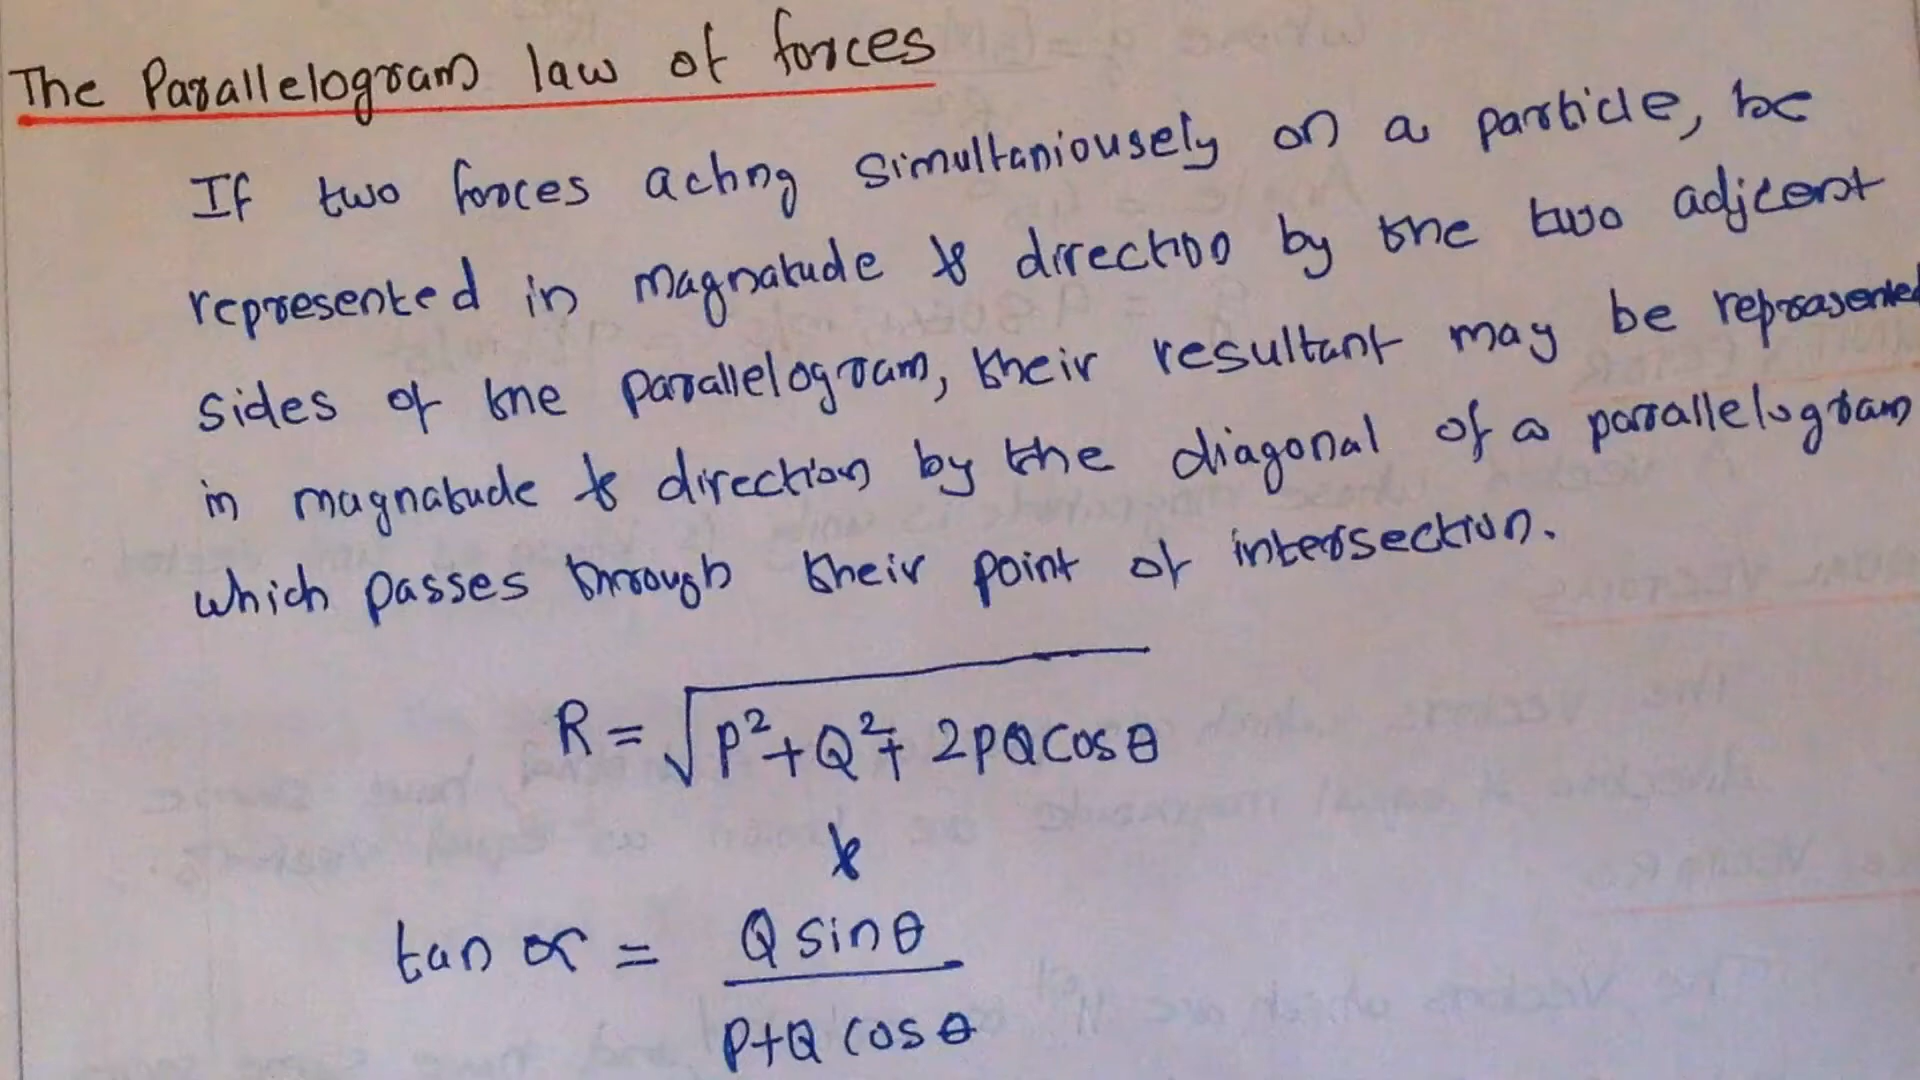 The Parallelogram law of forces
If two forces acting simultaniousely on a particle, be
represented in magnatude & direction by the two adjcent
sides of the parallelogram, their resultant may be reprasented
in magnatude & direction by the diagonal of a parallelogram
which passes through their point of intersection.
R = √P²+Q²+ 2PQ cos θ
&
tan α = Q sin θ
P+Q cos θ